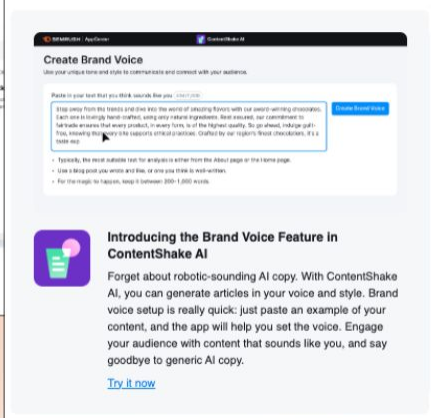 SEMRUSH AppCenter ContentShake AI
Create Brand Voice
Use your unique tone and style to communicate and connect with your audience.
Paste in your text that you think sounds like you
Step away from the trends and dive into the world of amazing flavors with our award-winning chocolates.
Each one is lovingly hand-crafted, using only natural ingredients. Rest assured, our commitment to
fairtrade ensures that every product, in every form, is of the highest quality. So go ahead, indulge guilt-
free, knowing that every bite supports ethical practices. Crafted by our region's finest chocolatiers, it's a
taste exp
Create Brand Voice
• Typically, the most suitable text for analysis is either from the About page or the Home page.
• Use a blog post you wrote and like, or one you think is well-written.
• For the magic to happen, keep it between 200-1,000 words.
Introducing the Brand Voice Feature in
ContentShake AI
Forget about robotic-sounding AI copy. With ContentShake
AI, you can generate articles in your voice and style. Brand
voice setup is really quick: just paste an example of your
content, and the app will help you set the voice. Engage
your audience with content that sounds like you, and say
goodbye to generic AI copy.
Try it now